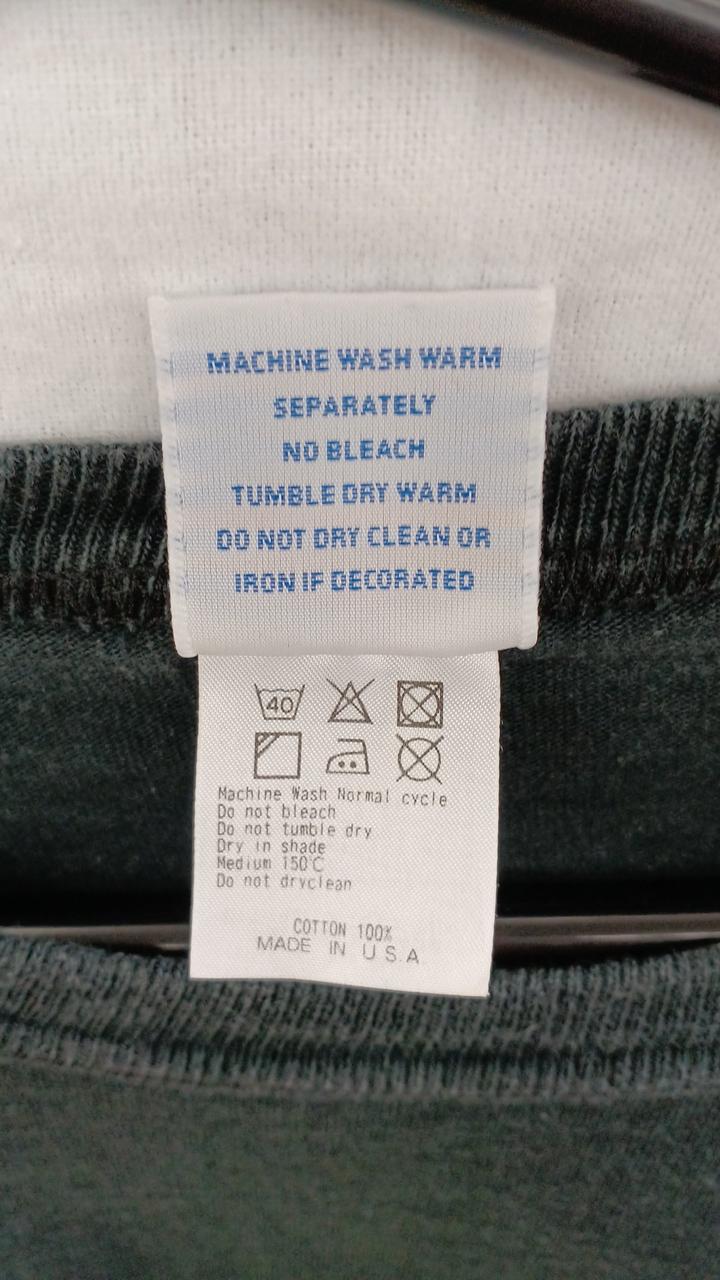 MACHINE WASH WARM
SEPARATELY
NO BLEACH
TUMBLE DRY WARM
DO NOT DRY CLEAN OR
IRON IF DECORATED
40
Machine Wash Normal cycle
Do not bleach
Do not tumble dry
Dry in shade
Medium 150℃
Do not dryclean
COTTON 100%
MADE IN U S.A